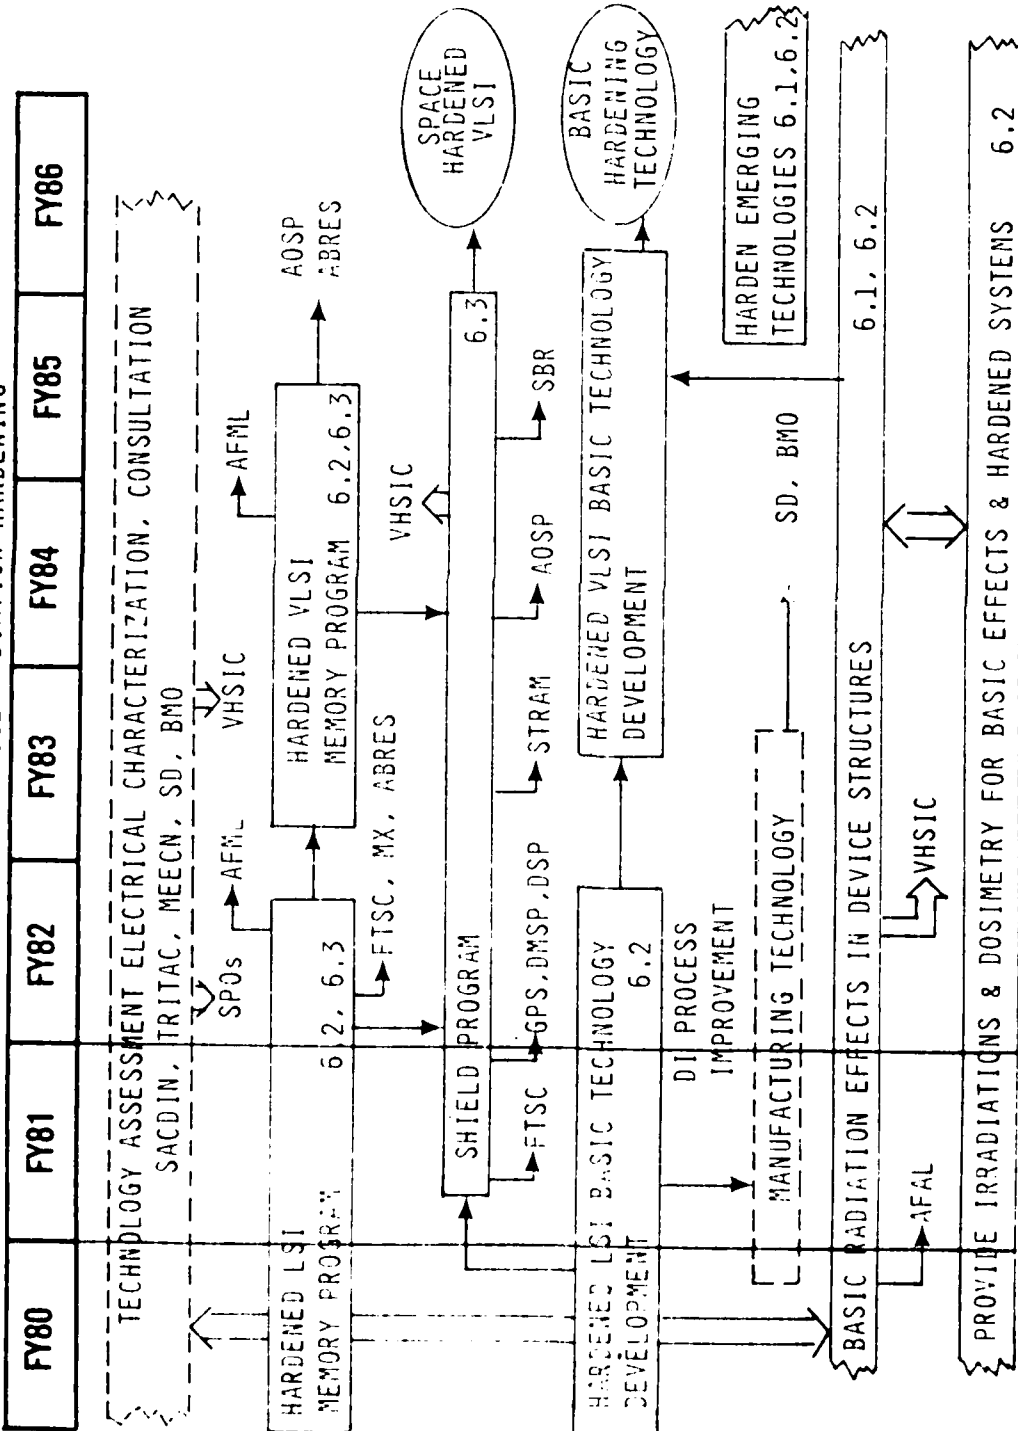 FY80 FY81 FY82 FY83 FY84 FY85 FY86
TECHNOLOGY ASSESSMENT ELECTRICAL CHARACTERIZATION, CONSULTATION
SACDIN, TRITAC, MEECN, SD, BMO
SPOs
VHSIC
AFML
AFML
HARDENED LSI
MEMORY PROGRAM 6.2, 6.3
HARDENED VLSI
MEMORY PROGRAM 6.2,6.3
AOSP
ABRES
FTSC, MX, ABRES
VHSIC
SHIELD PROGRAM 6.3
SPACE
HARDENED
VLSI
FTSC
GPS,DMSP,DSP
STRAM
AOSP
SBR
HARDENED LSI BASIC TECHNOLOGY
DEVELOPMENT 6.2
HARDENED VLSI BASIC TECHNOLOGY
DEVELOPMENT
BASIC
HARDENING
TECHNOLOGY
DI PROCESS
IMPROVEMENT
MANUFACTURING TECHNOLOGY
SD, BMO
HARDEN EMERGING
TECHNOLOGIES 6.1,6.2
BASIC RADIATION EFFECTS IN DEVICE STRUCTURES 6.1, 6.2
AFAL
VHSIC
PROVIDE IRRADIATIONS & DOSIMETRY FOR BASIC EFFECTS & HARDENED SYSTEMS 6.2